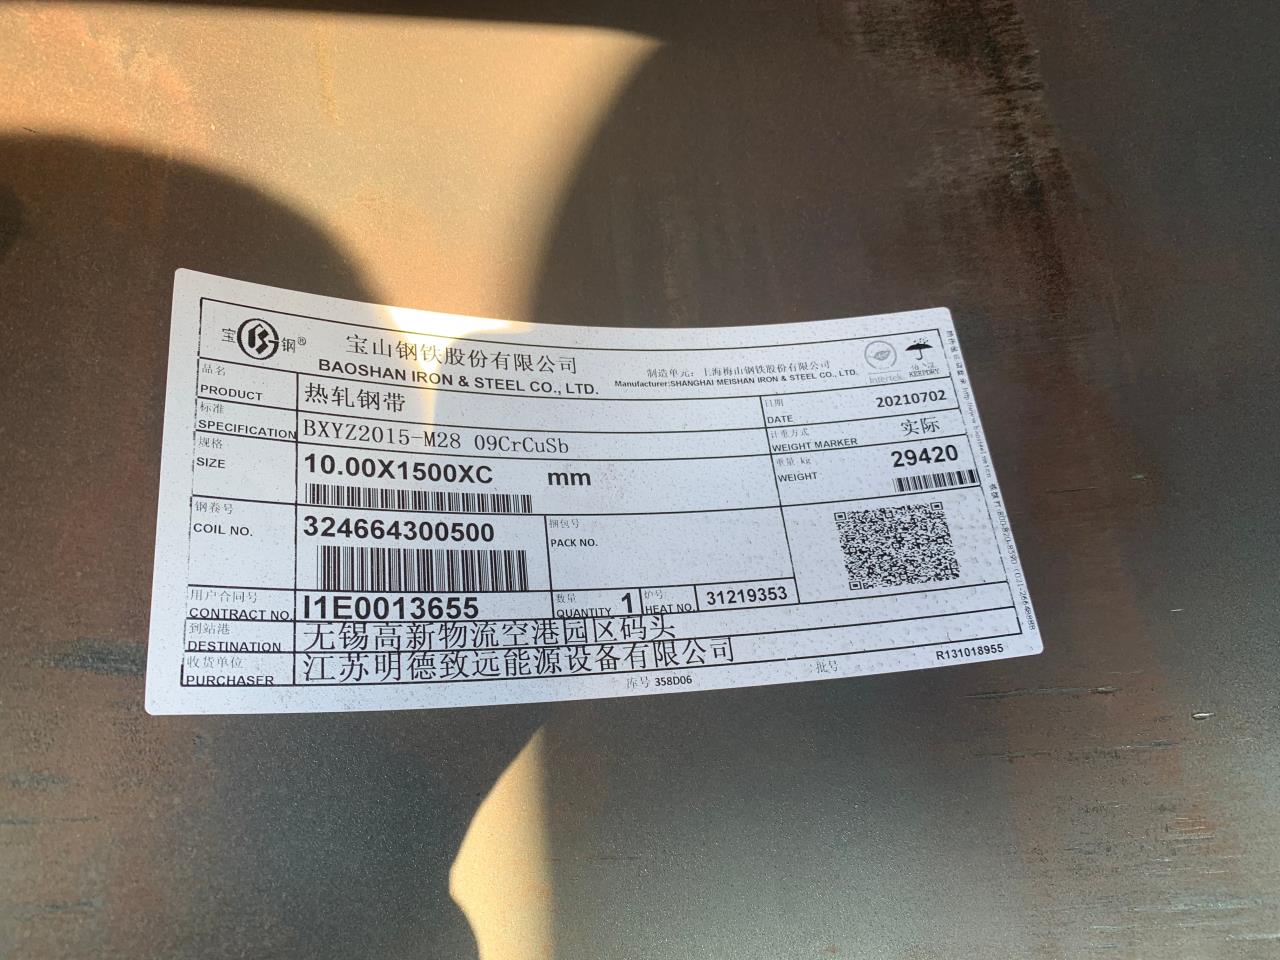 宝 钢®
宝山钢铁股份有限公司
BAOSHAN IRON & STEEL CO., LTD.
制造单元: 上海梅山钢铁股份有限公司
Manufacturer:SHANGHAI MEISHAN IRON & STEEL CO., LTD.
Intertek
KEEPDRY
品名
PRODUCT
热轧钢带
日期
DATE
20210702
标准
SPECIFICATION
BXYZ2015-M28 09CrCuSb
计重方式
WEIGHT MARKER
实际
规格
SIZE
10.00X1500XC mm
重量 kg
WEIGHT
29420
钢卷号
COIL NO.
324664300500
捆包号
PACK NO.
用户合同号
CONTRACT NO.
I1E0013655
数量
QUANTITY 1
炉号
HEAT NO.
31219353
到站港
DESTINATION
无锡高新物流空港园区码头
收货单位
PURCHASER
江苏明德致远能源设备有限公司
库号 358D06
批号
R131018955